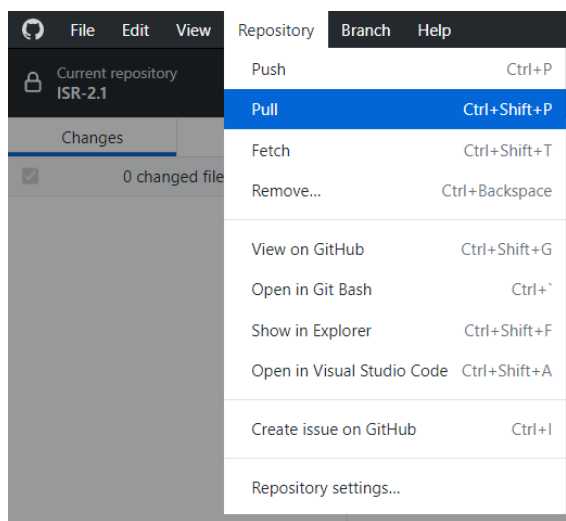 File Edit View Repository Branch Help
Current repository
ISR-2.1
Changes
0 changed file
Push Ctrl+P
Pull Ctrl+Shift+P
Fetch Ctrl+Shift+T
Remove... Ctrl+Backspace
View on GitHub Ctrl+Shift+G
Open in Git Bash Ctrl+`
Show in Explorer Ctrl+Shift+F
Open in Visual Studio Code Ctrl+Shift+A
Create issue on GitHub Ctrl+I
Repository settings...